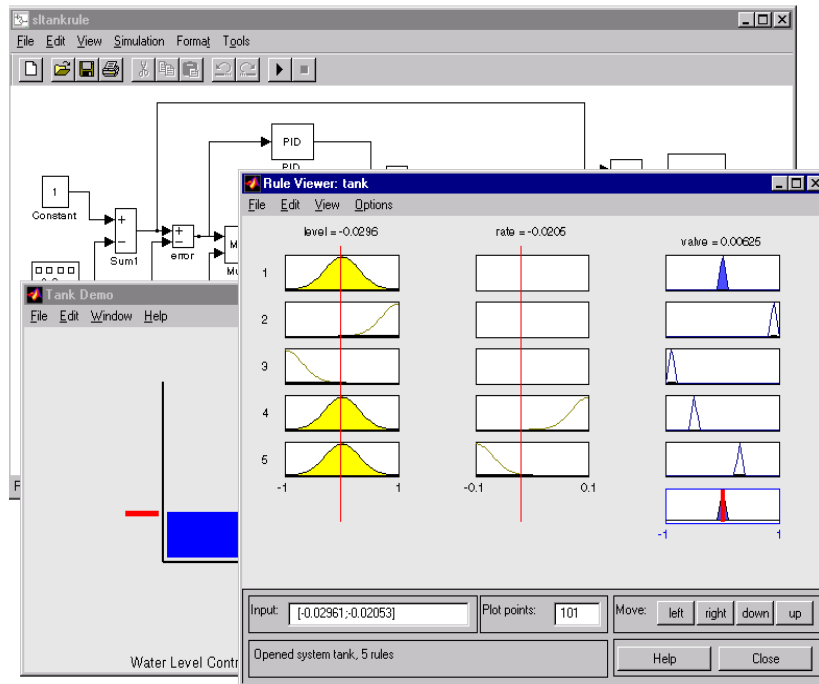 sltankrule
File Edit View Simulation Format Tools
PID
PID
1
Constant
Sum1
error
Rule Viewer: tank
File Edit View Options
level = -0.0296
rate = -0.0205
valve = 0.00625
1
2
3
4
5
-1
1
-0.1
0.1
-1
1
Input:
[-0.02961;-0.02053]
Plot points:
101
Move:
left
right
down
up
Opened system tank, 5 rules
Help
Close
Tank Demo
File Edit Window Help
Water Level Contr